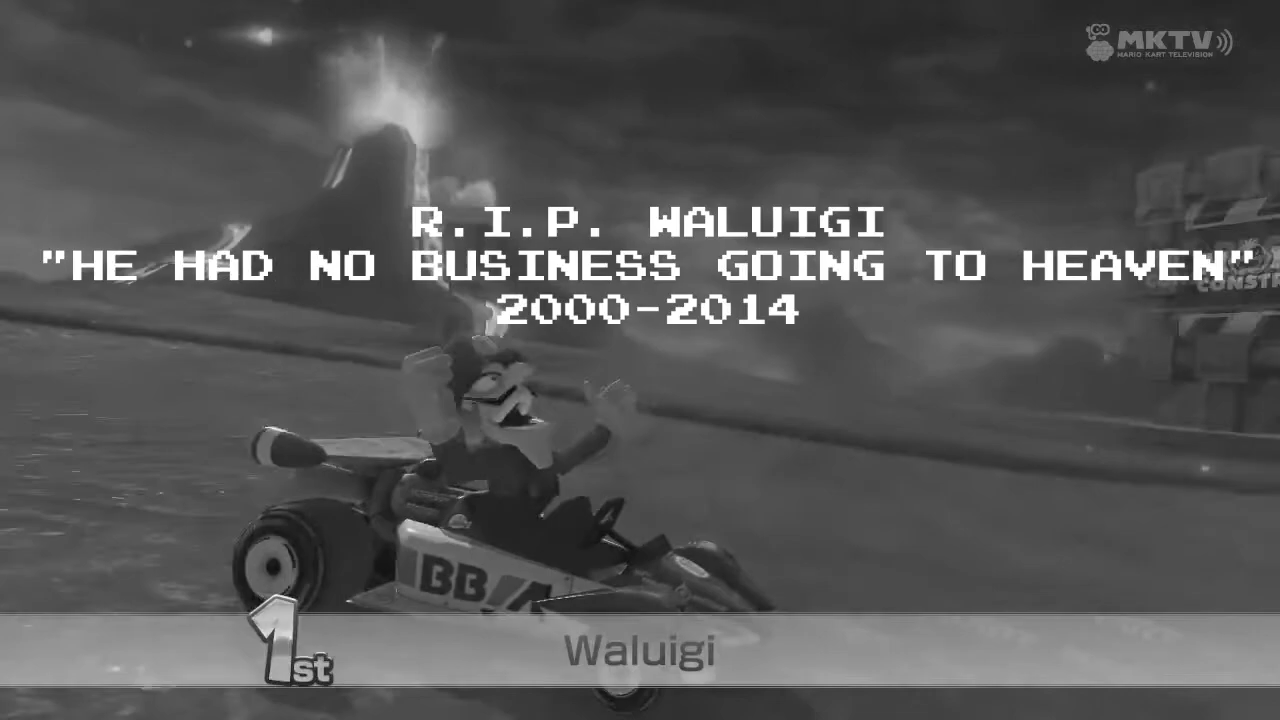 MKTV
MARIO KART TELEVISION
R.I.P. WALUIGI
"HE HAD NO BUSINESS GOING TO HEAVEN"
2000-2014
BB
1st
Waluigi